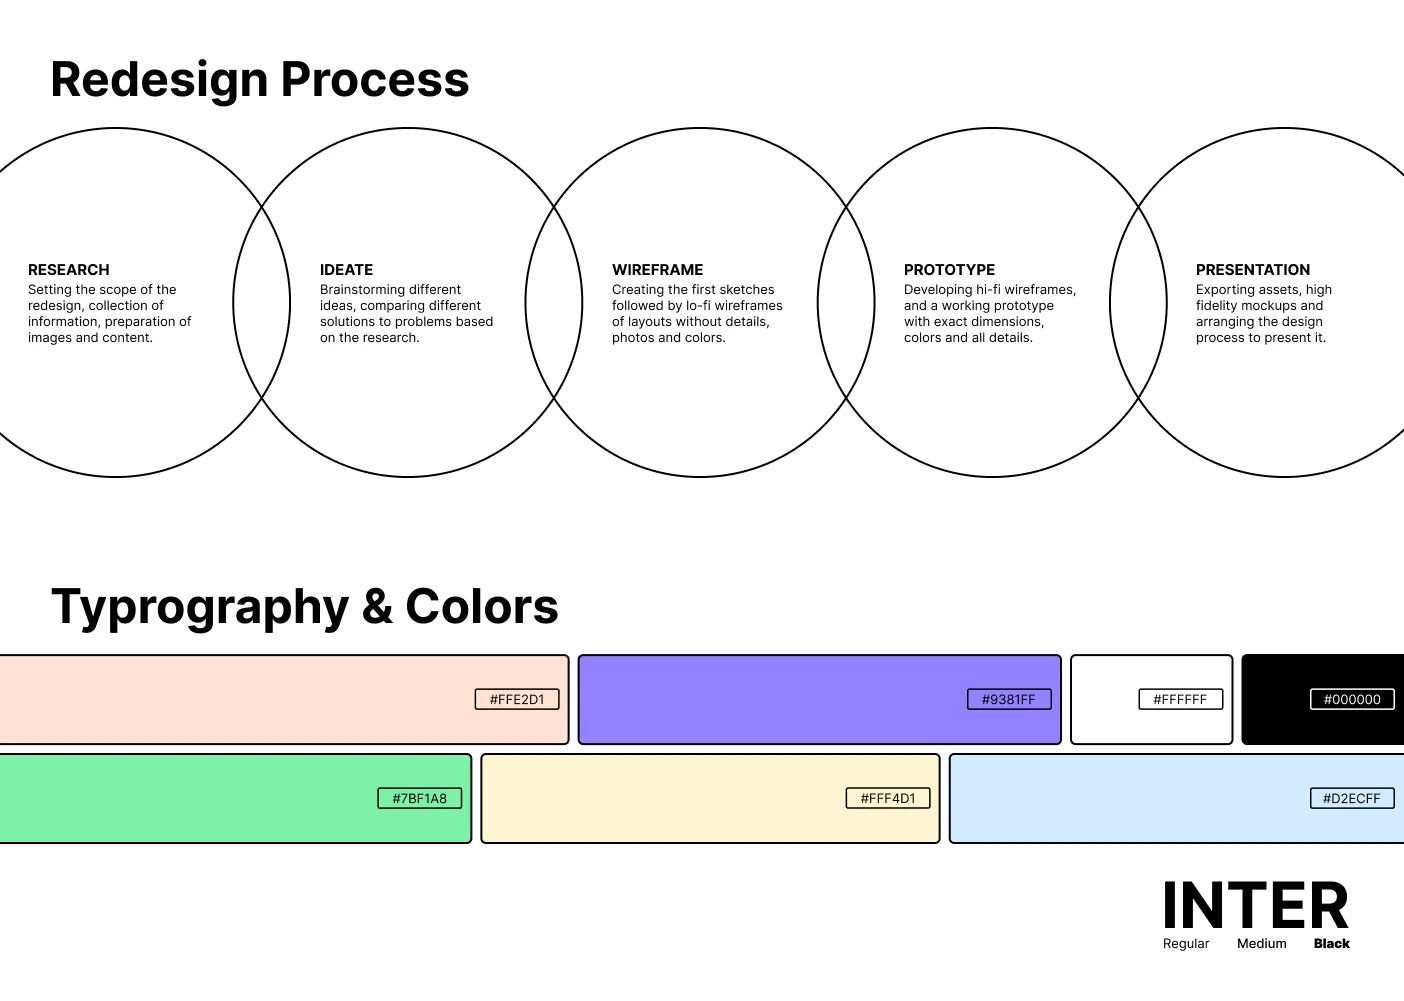 Redesign Process
RESEARCH
Setting the scope of the
redesign, collection of
information, preparation of
images and content.
IDEATE
Brainstorming different
ideas, comparing different
solutions to problems based
on the research.
WIREFRAME
Creating the first sketches
followed by lo-fi wireframes
of layouts without details,
photos and colors.
PROTOTYPE
Developing hi-fi wireframes,
and a working prototype
with exact dimensions,
colors and all details.
PRESENTATION
Exporting assets, high
fidelity mockups and
arranging the design
process to present it.
Typrography & Colors
#FFE2D1
#9381FF
#FFFFFF
#000000
#7BF1A8
#FFF4D1
#D2ECFF
INTER
Regular Medium Black